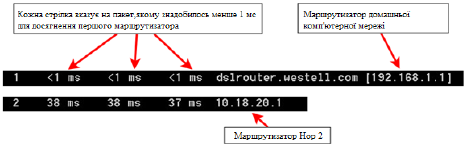 Кожна стрілка вказує на пакет,якому знадобилось менше 1 мс
для досягнення першого маршрутизатора
Маршрутизатор домашньої
комп'ютерної мережі
1 <1 ms <1 ms <1 ms dslrouter.westell.com [192.168.1.1]
2 38 ms 38 ms 37 ms 10.18.20.1
Маршрутизатор Hop 2